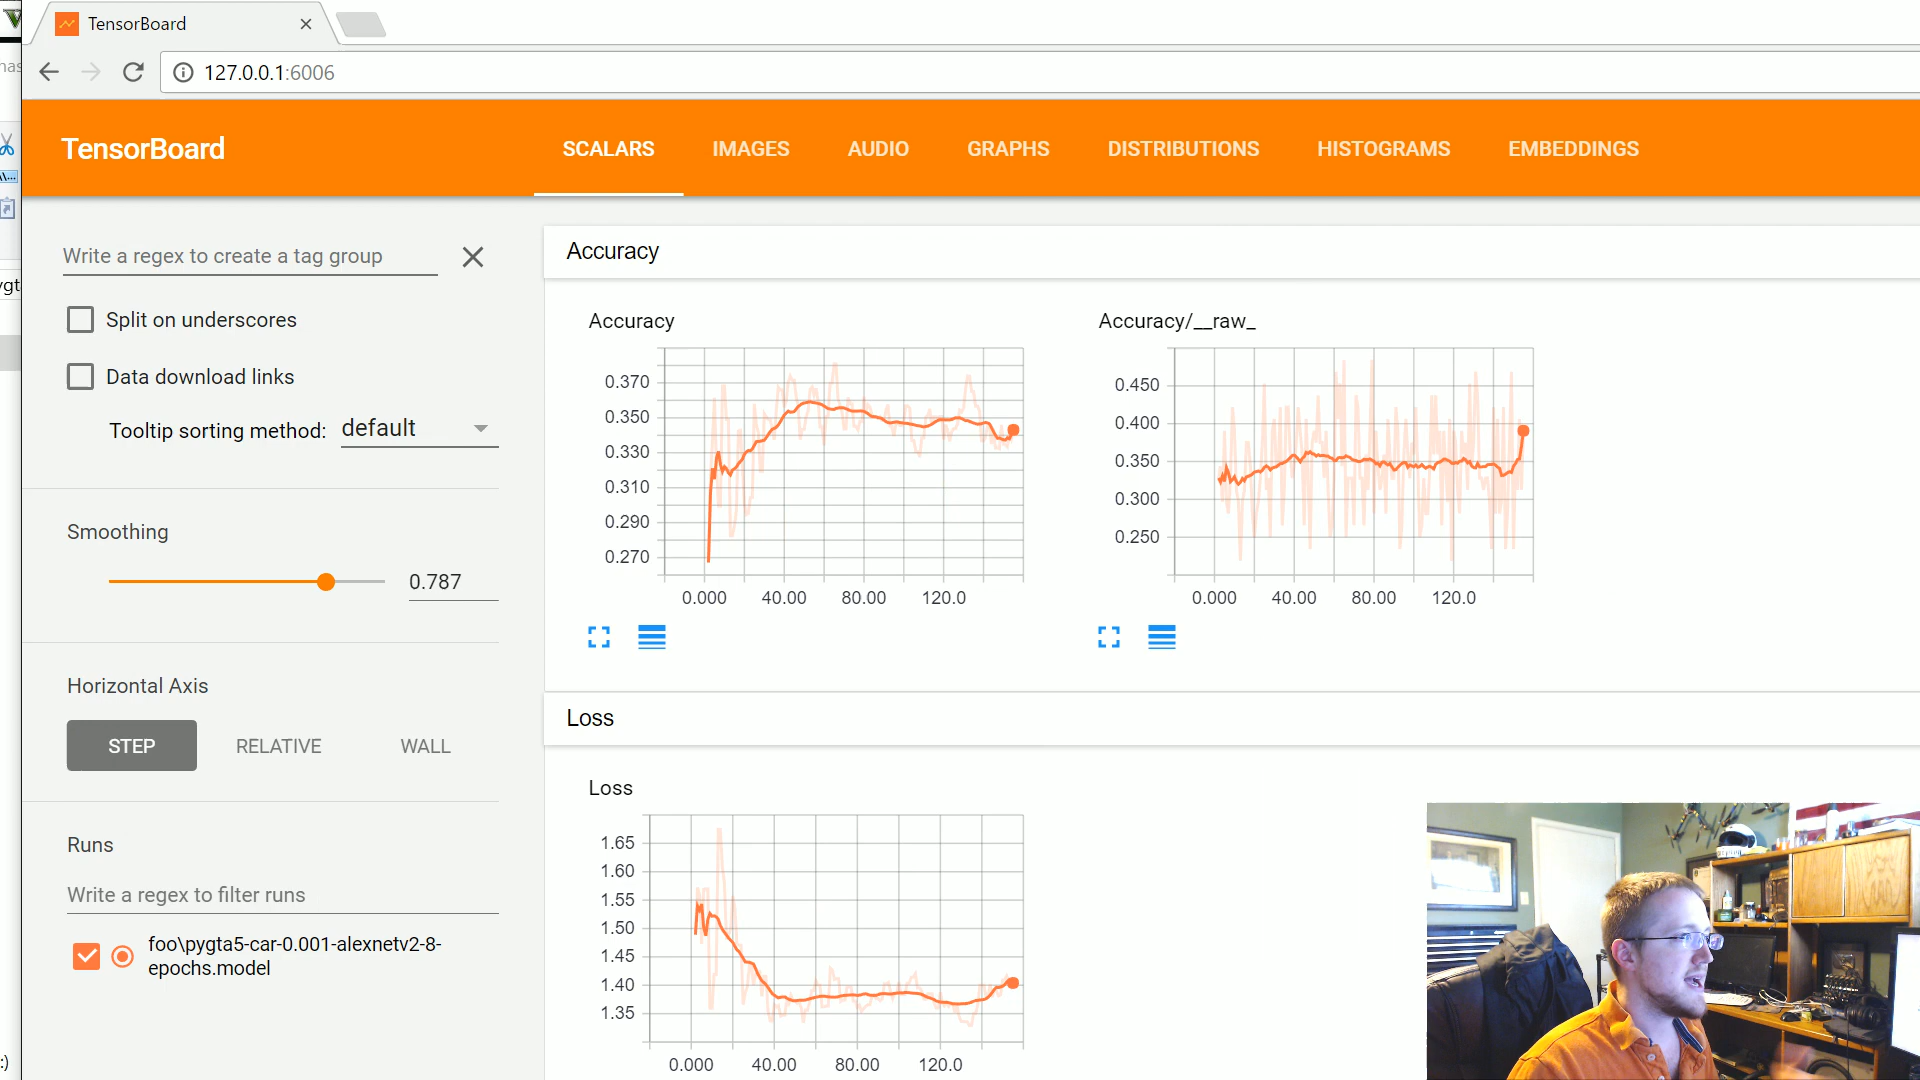 TensorBoard
127.0.0.1:6006
TensorBoard
SCALARS IMAGES AUDIO GRAPHS DISTRIBUTIONS HISTOGRAMS EMBEDDINGS
Write a regex to create a tag group
Split on underscores
Data download links
Tooltip sorting method: default
Smoothing
0.787
Horizontal Axis
STEP RELATIVE WALL
Runs
Write a regex to filter runs
foo\pygta5-car-0.001-alexnetv2-8-
epochs.model
Accuracy
Accuracy
0.370
0.350
0.330
0.310
0.290
0.270
0.000 40.00 80.00 120.0
Accuracy/__raw_
0.450
0.400
0.350
0.300
0.250
0.000 40.00 80.00 120.0
Loss
Loss
1.65
1.60
1.55
1.50
1.45
1.40
1.35
0.000 40.00 80.00 120.0
:)